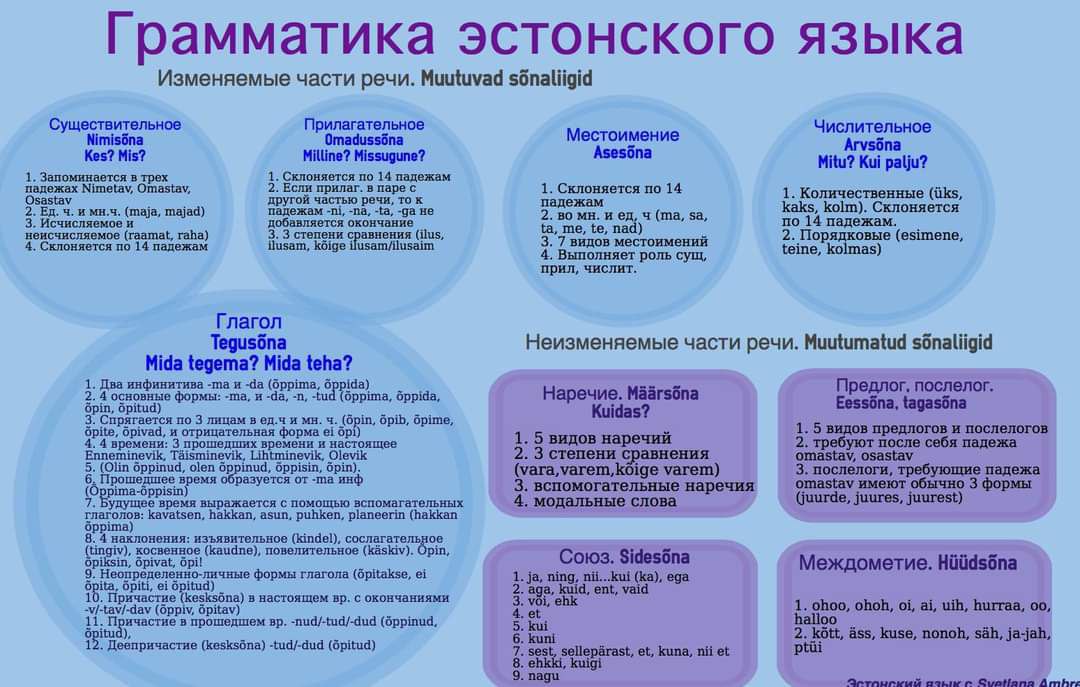 Грамматика эстонского языка
Изменяемые части речи. Muutuvad sõnaliigid
Существительное
Nimisõna
Kes? Mis?
1. Запоминается в трех
падежах Nimetav, Omastav,
Osastav
2. Ед. ч. и мн.ч. (maja, majad)
3. Исчисляемое и
неисчисляемое (raamat, raha)
4. Склоняется по 14 падежам
Прилагательное
Omadussõna
Milline? Missugune?
1. Склоняется по 14 падежам
2. Если прилаг. в паре с
другой частью речи, то к
падежам -ni, -na, -ta, -ga не
добавляется окончание
3. 3 степени сравнения (ilus,
ilusam, kõige ilusam/ilusaim
Местоимение
Asesõna
1. Склоняется по 14
падежам
2. во мн. и ед, ч (ma, sa,
ta, me, te, nad)
3. 7 видов местоимений
4. Выполняет роль сущ,
прил, числит.
Числительное
Arvsõna
Mitu? Kui palju?
1. Количественные (üks,
kaks, kolm). Склоняется
по 14 падежам.
2. Порядковые (esimene,
teine, kolmas)
Глагол
Tegusõna
Mida tegema? Mida teha?
1. Два инфинитива -ma и -da (õppima, õppida)
2. 4 основные формы: -ma, и -da, -n, -tud (õppima, õppida,
õpin, õpitud)
3. Спрягается по 3 лицам в ед.ч и мн. ч. (õpin, õpib, õpime,
õpite, õpivad, и отрицательная форма ei õpi)
4. 4 времени: 3 прошедших времени и настоящее
Enneminevik, Täisminevik, Lihtminevik, Olevik
5. (Olin õppinud, olen õppinud, õppisin, õpin).
6. Прошедшее время образуется от -ma инф
(Õppima-õppisin)
7. Будущее время выражается с помощью вспомагательных
глаголов: kavatsen, hakkan, asun, puhken, planeerin (hakkan
õppima)
8. 4 наклонения: изъявительное (kindel), сослагательное
(tingiv), косвенное (kaudne), повелительное (käskiv). Õpin,
õpiksin, õpivat, õpi!
9. Неопределенно-личные формы глагола (õpitakse, ei
õpita, õpiti, ei õpitud)
10. Причастие (kesksõna) в настоящем вр. с окончаниями
-v/-tav/-dav (õppiv, õpitav)
11. Причастие в прошедшем вр. -nud/-tud/-dud (õppinud,
õpitud),
12. Деепричастие (kesksõna) -tud/-dud (õpitud)
Неизменяемые части речи. Muutumatud sõnaliigid
Наречие. Määrsõna
Kuidas?
1. 5 видов наречий
2. 3 степени сравнения
(vara,varem,kõige varem)
3. вспомогательные наречия
4. модальные слова
Предлог, послелог.
Eessõna, tagasõna
1. 5 видов предлогов и послелогов
2. требуют после себя падежа
omastav, osastav
3. послелоги, требующие падежа
omastav имеют обычно 3 формы
(juurde, juures, juurest)
Союз. Sidesõna
1. ja, ning, nii...kui (ka), ega
2. aga, kuid, ent, vaid
3. või, ehk
4. et
5. kui
6. kuni
7. sest, sellepärast, et, kuna, nii et
8. ehkki, kuigi
9. nagu
Междометие. Hüüdsõna
1. ohoo, ohoh, oi, ai, uih, hurraa, oo,
halloo
2. kõtt, äss, kuse, nonoh, säh, ja-jah,
ptüi
Эстонский язык с Svetlana Ambre